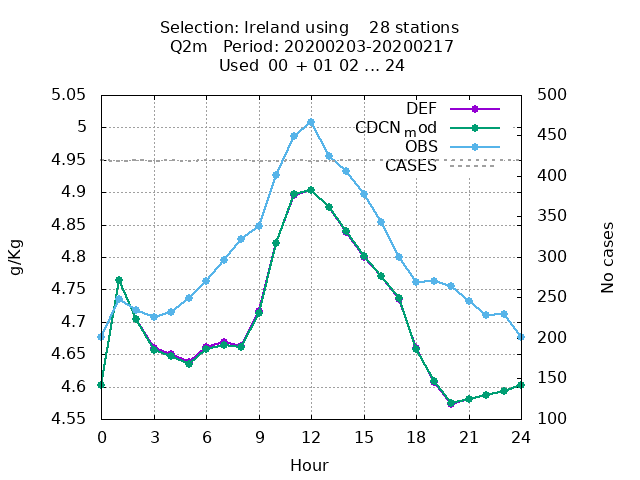 Selection: Ireland using    28 stations
Q2m   Period: 20200203-20200217
Used  00 + 01 02 ... 24
5.05
5
4.95
4.9
4.85
4.8
4.75
4.7
4.65
4.6
4.55
g/Kg
500
450
400
350
300
250
200
150
100
No cases
DEF
CDCN_mod
OBS
CASES
0 3 6 9 12 15 18 21 24
Hour